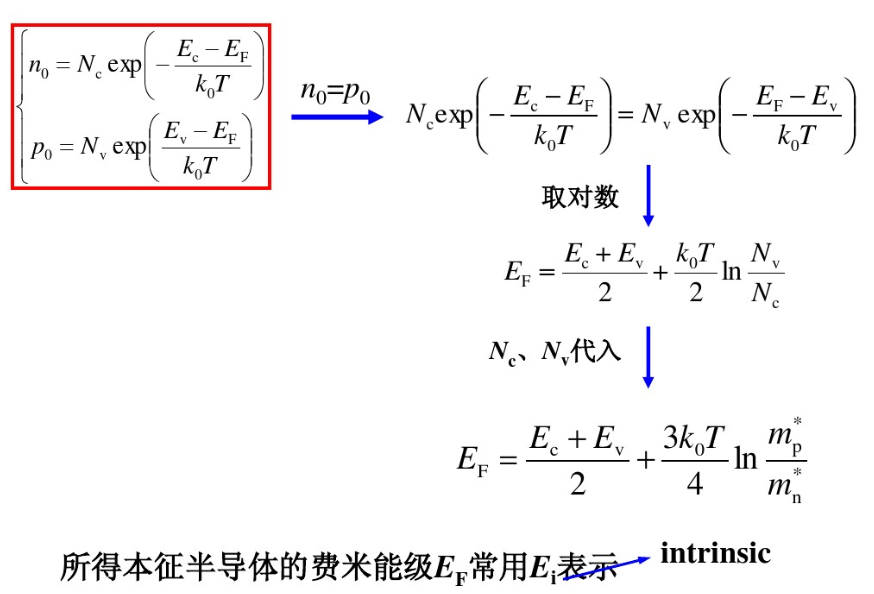 n₀ = N_c exp(−(E_c − E_F)/(k₀T))
p₀ = N_v exp((E_v − E_F)/(k₀T))
n₀=p₀
N_c exp(−(E_c − E_F)/(k₀T)) = N_v exp(−(E_F − E_v)/(k₀T))
取对数
E_F = (E_c + E_v)/2 + (k₀T/2) ln (N_v/N_c)
N_c、N_v代入
E_F = (E_c + E_v)/2 + (3k₀T/4) ln (m_p^*/m_n^*)
所得本征半导体的费米能级E_F常用E_i表示 intrinsic